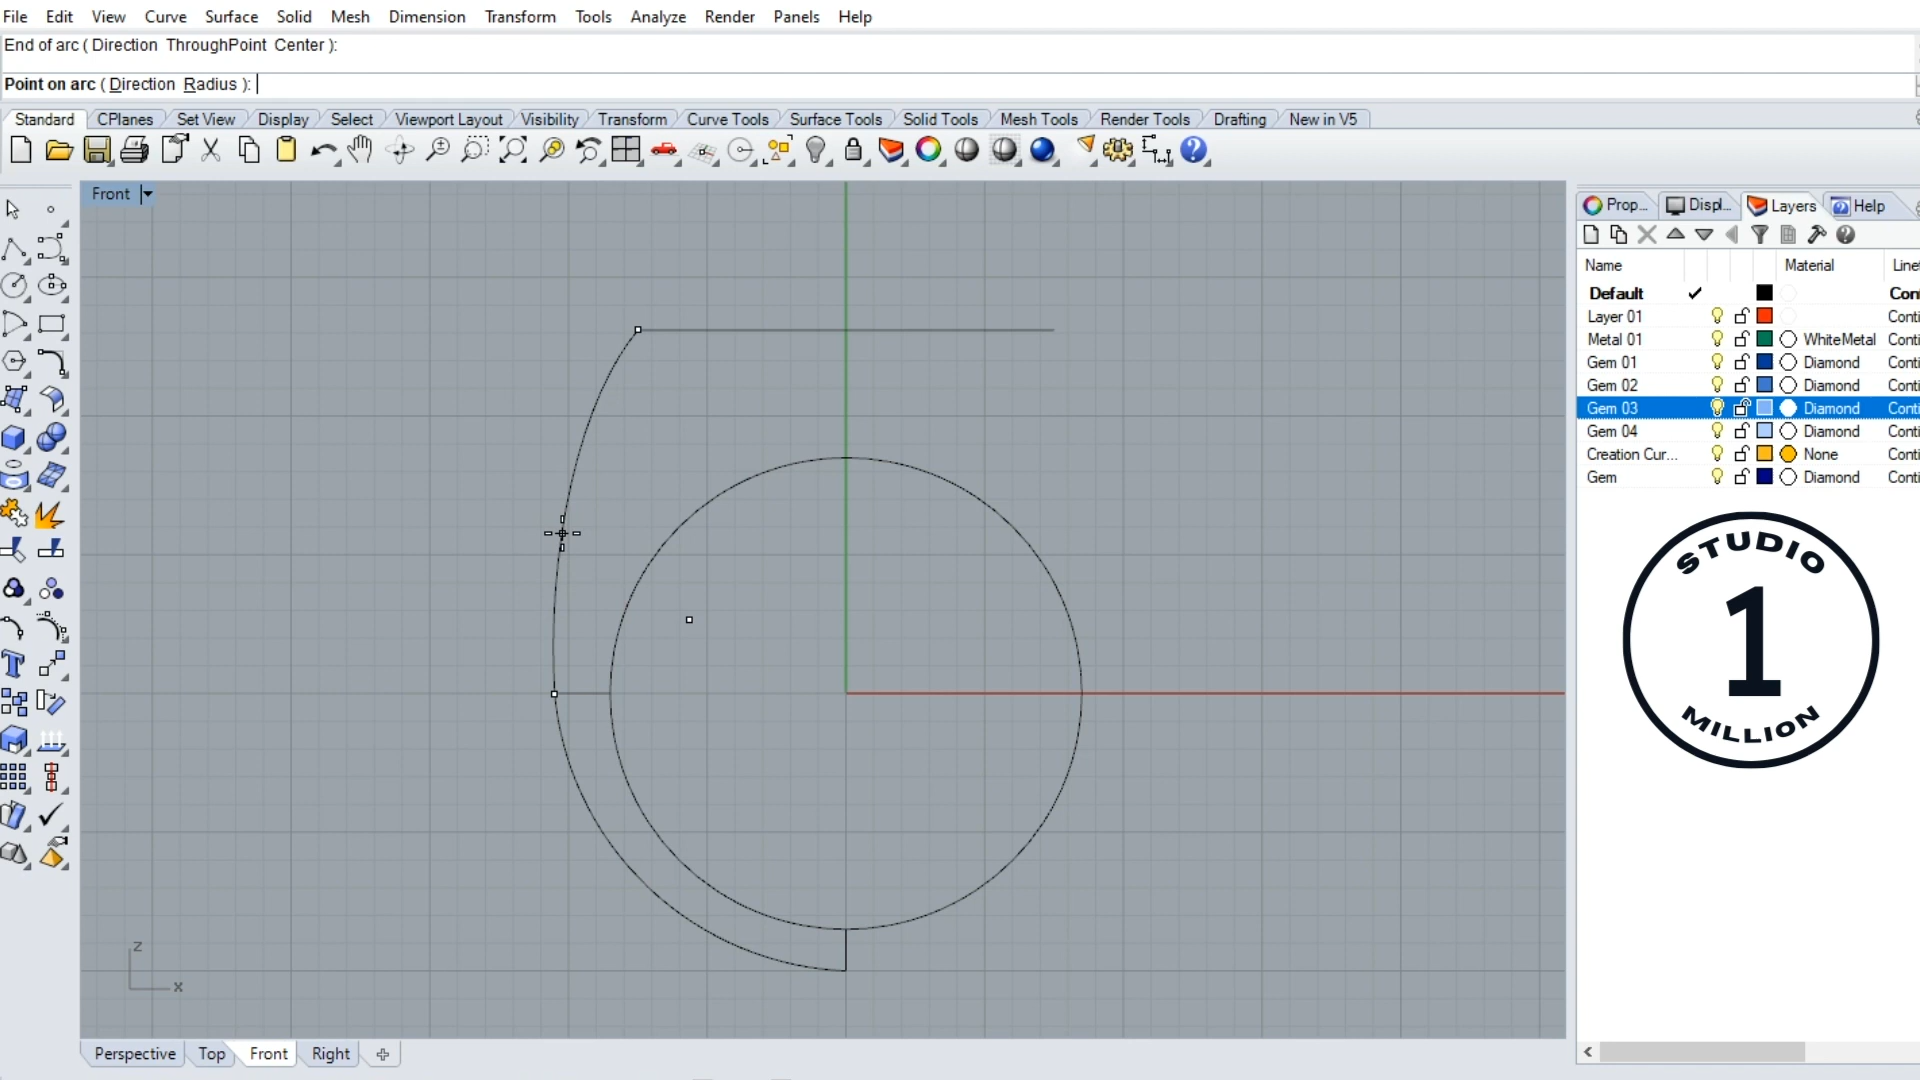 File Edit View Curve Surface Solid Mesh Dimension Transform Tools Analyze Render Panels Help
End of arc ( Direction ThroughPoint Center ):
Point on arc ( Direction Radius ):
Standard CPlanes Set View Display Select Viewport Layout Visibility Transform Curve Tools Surface Tools Solid Tools Mesh Tools Render Tools Drafting New in V5
Front
Prop... Displ... Layers Help
Name Material
Default
Layer 01
Metal 01 WhiteMetal
Gem 01 Diamond
Gem 02 Diamond
Gem 03 Diamond
Gem 04 Diamond
Creation Cur... None
Gem Diamond
STUDIO
1
MILLION
z
x
Perspective Top Front Right